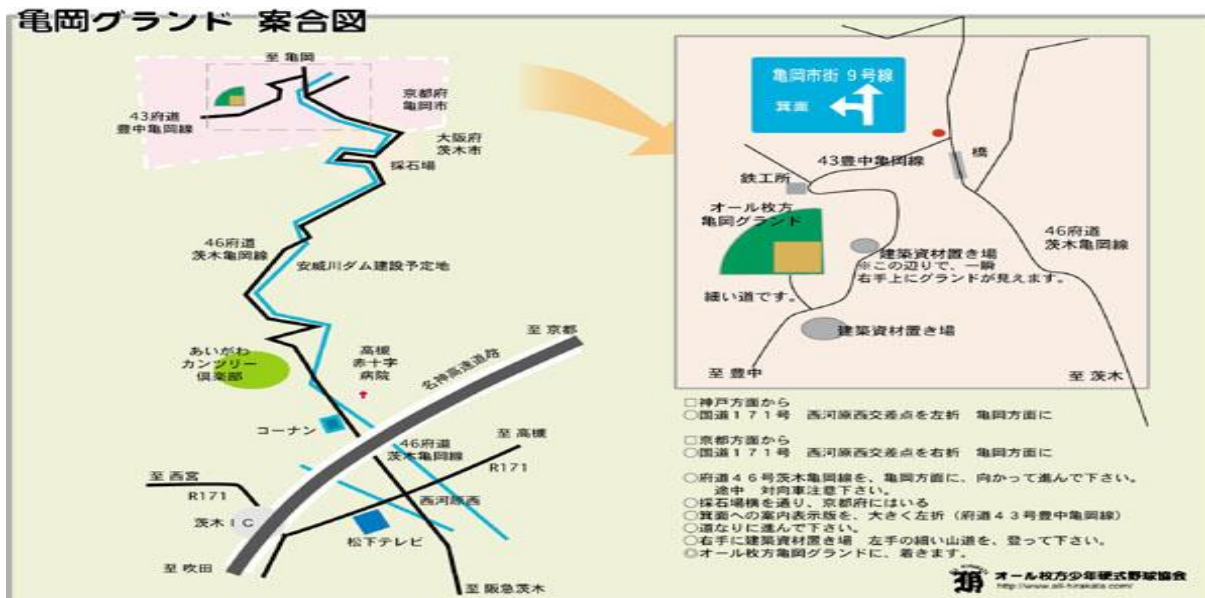 亀岡グランド 案合図
至 亀岡
京都府
亀岡市
43府道
豊中亀岡線
大阪府
茨木市
採石場
46府道
茨木亀岡線
安威川ダム建設予定地
至 京都
あいがわ
カンツリー
倶楽部
高槻
赤十字
病院
名神高速道路
コーナン
46府道
茨木亀岡線
至 高槻
R171
至 西宮
R171
西河原西
茨木IC
松下テレビ
至 吹田
至 阪急茨木
亀岡市街 9号線
箕面
43豊中亀岡線
橋
鉄工所
オール枚方
亀岡グランド
46府道
茨木亀岡線
建築資材置き場
※この辺りで、一瞬
右手上にグランドが見えます。
細い道です。
建築資材置き場
至 豊中
至 茨木
□神戸方面から
○国道171号 西河原西交差点を左折 亀岡方面に
□京都方面から
○国道171号 西河原西交差点を右折 亀岡方面に
○府道46号茨木亀岡線を、亀岡方面に、向かって進んで下さい。
途中 対向車注意下さい。
○採石場横を通り、京都府にはいる
○箕面への案内表示版を、大きく左折(府道43号豊中亀岡線)
○道なりに進んで下さい。
○右手に建築資材置き場 左手の細い山道を、登って下さい。
◎オール枚方亀岡グランドに、着きます。
オール枚方少年硬式野球協会
http://www.all-hirakata.com/